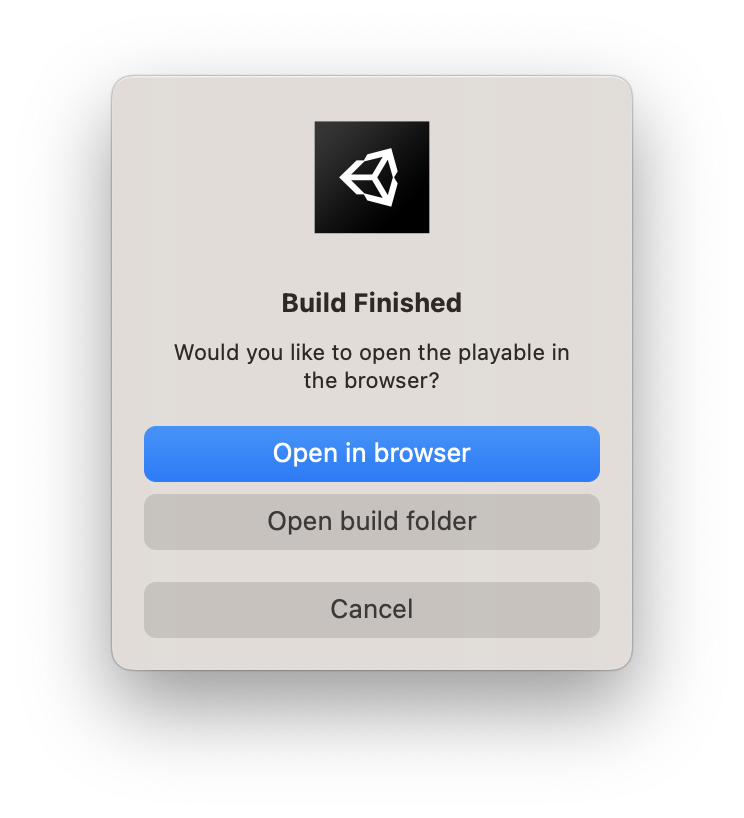 Build Finished
Would you like to open the playable in
the browser?
Open in browser
Open build folder
Cancel